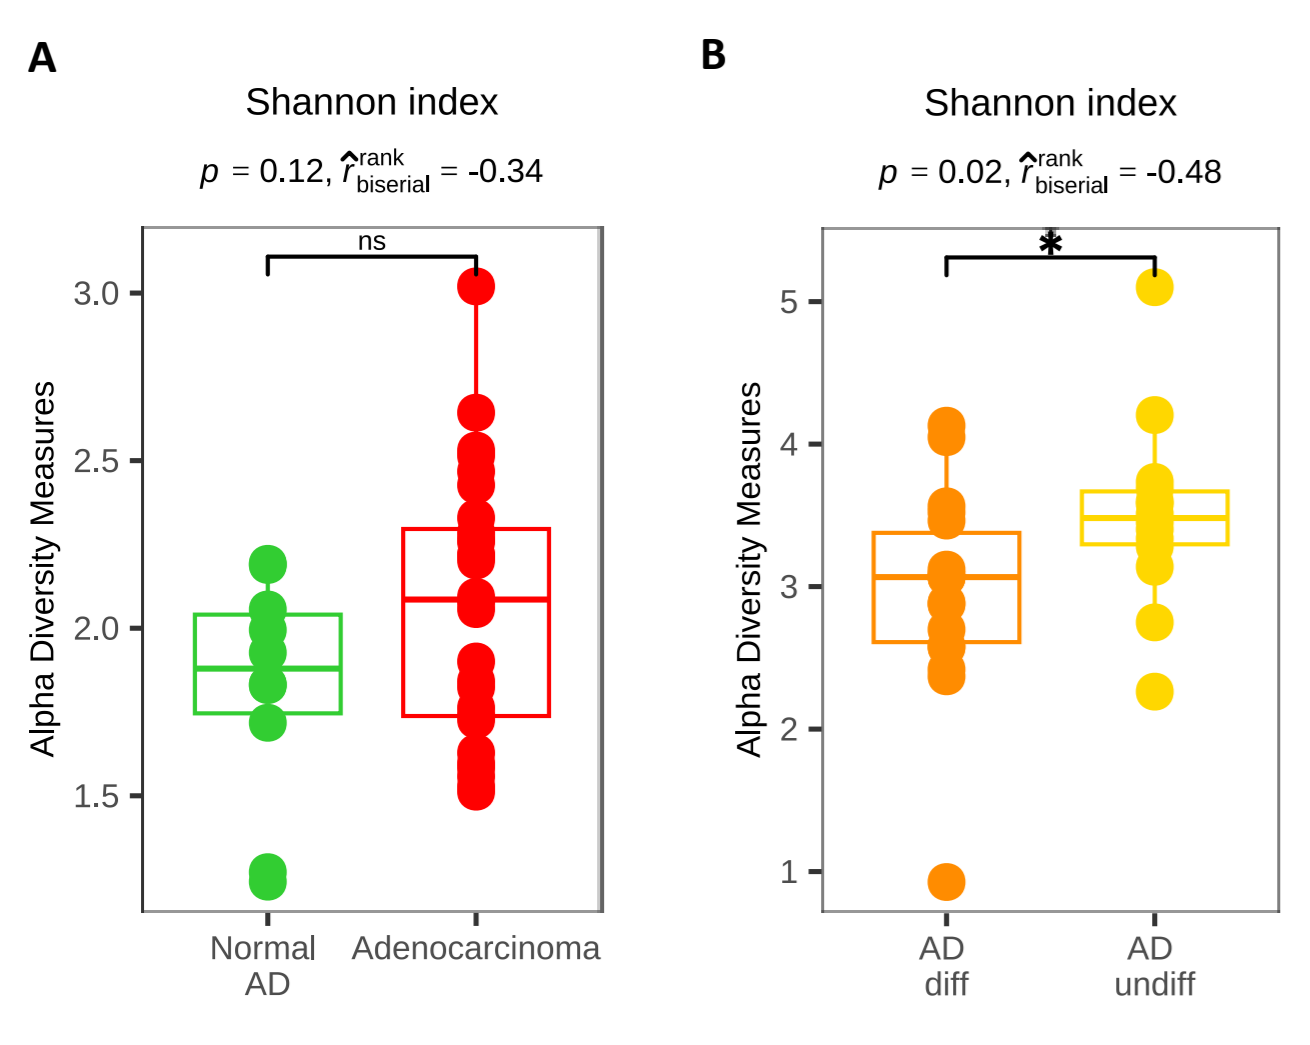 A
Shannon index
p = 0.12, r̂ rank biserial = -0.34
ns
3.0
2.5
2.0
1.5
Alpha Diversity Measures
Normal AD
Adenocarcinoma
B
Shannon index
p = 0.02, r̂ rank biserial = -0.48
*
5
4
3
2
1
Alpha Diversity Measures
AD diff
AD undiff